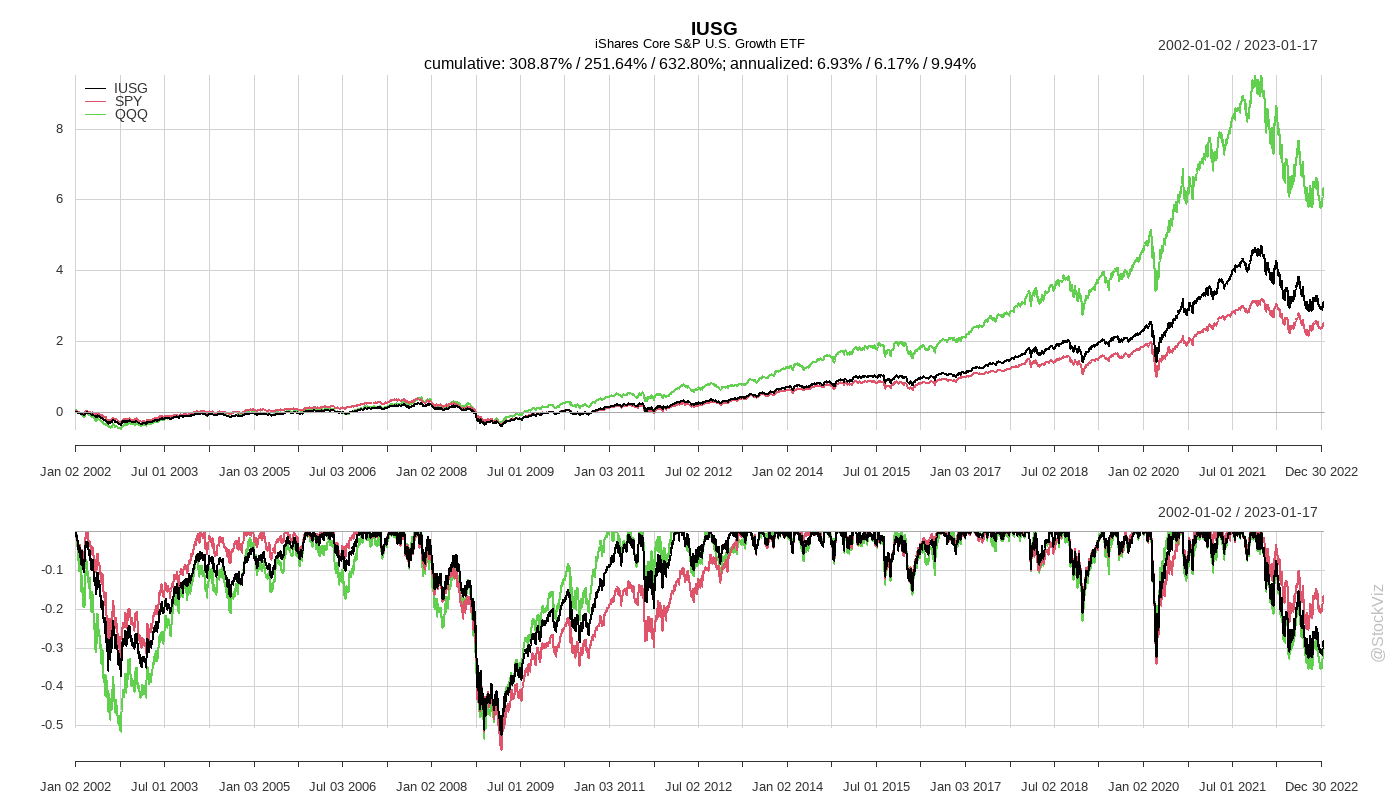 IUSG
iShares Core S&P U.S. Growth ETF
2002-01-02 / 2023-01-17
cumulative: 308.87% / 251.64% / 632.80%; annualized: 6.93% / 6.17% / 9.94%
IUSG
SPY
QQQ
8
6
4
2
0
Jan 02 2002 Jul 01 2003 Jan 03 2005 Jul 03 2006 Jan 02 2008 Jul 01 2009 Jan 03 2011 Jul 02 2012 Jan 02 2014 Jul 01 2015 Jan 03 2017 Jul 02 2018 Jan 02 2020 Jul 01 2021 Dec 30 2022
2002-01-02 / 2023-01-17
-0.1
-0.2
-0.3
-0.4
-0.5
Jan 02 2002 Jul 01 2003 Jan 03 2005 Jul 03 2006 Jan 02 2008 Jul 01 2009 Jan 03 2011 Jul 02 2012 Jan 02 2014 Jul 01 2015 Jan 03 2017 Jul 02 2018 Jan 02 2020 Jul 01 2021 Dec 30 2022
@StockViz